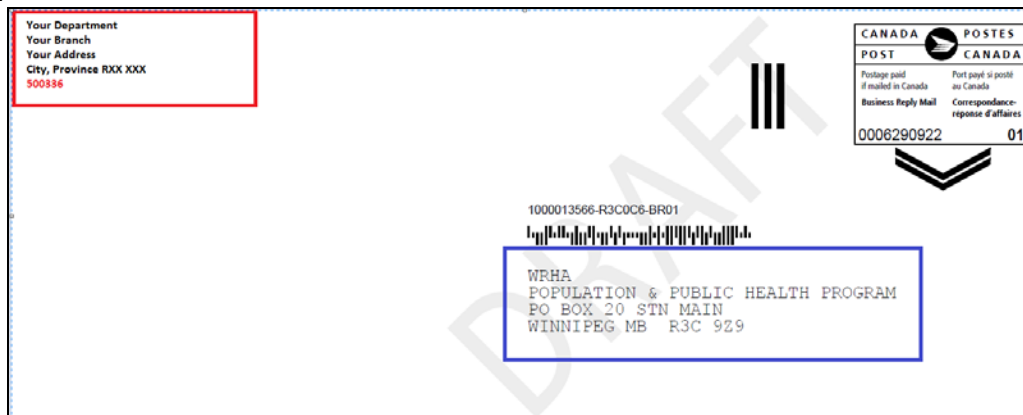 Your Department
Your Branch
Your Address
City, Province RXX XXX
500336
CANADA POSTES
POST CANADA
Postage paid
if mailed in Canada
Port payé si posté
au Canada
Business Reply Mail
Correspondance-
réponse d'affaires
0006290922 01
1000013566-R3C0C6-BR01
WRHA
POPULATION & PUBLIC HEALTH PROGRAM
PO BOX 20 STN MAIN
WINNIPEG MB R3C 9Z9
DRAFT